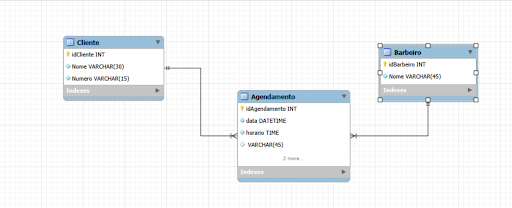 Cliente
idCliente INT
Nome VARCHAR(30)
Numero VARCHAR(15)
Indexes
Barbeiro
idBarbeiro INT
Nome VARCHAR(45)
Indexes
Agendamento
idAgendamento INT
data DATETIME
horario TIME
VARCHAR(45)
2 more...
Indexes